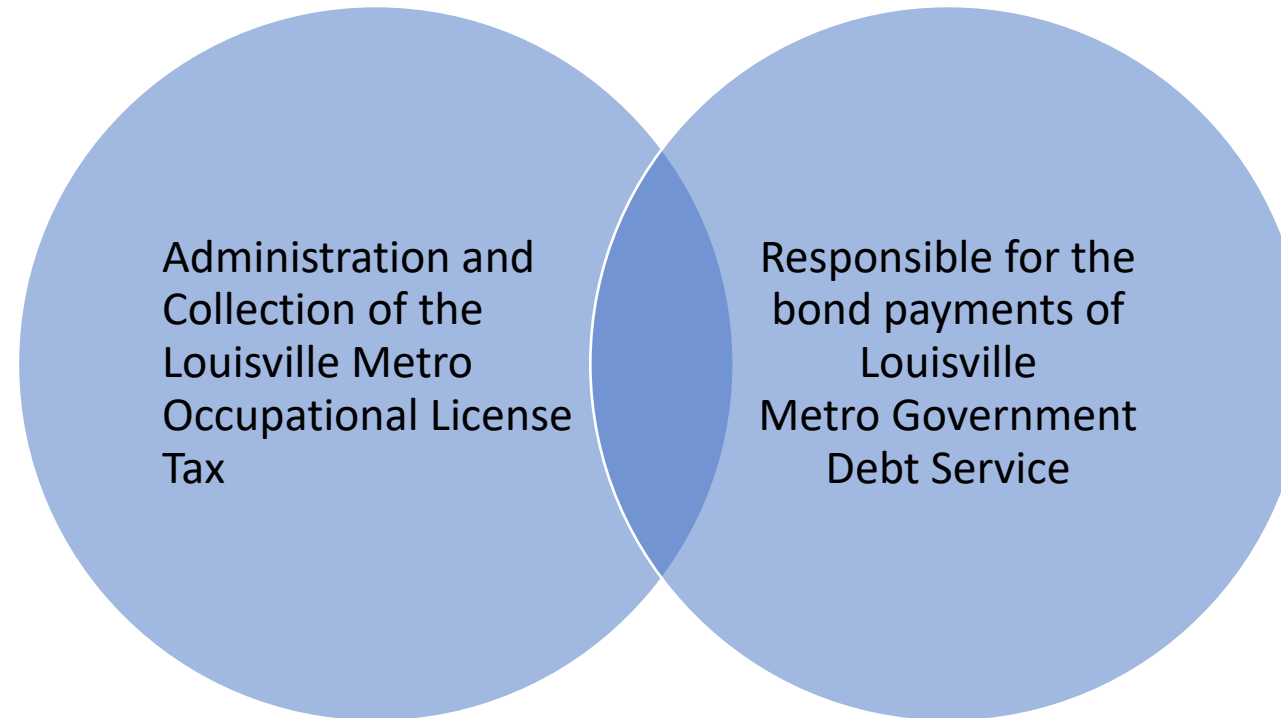 Administration and
Collection of the
Louisville Metro
Occupational License
Tax
Responsible for the
bond payments of
Louisville
Metro Government
Debt Service